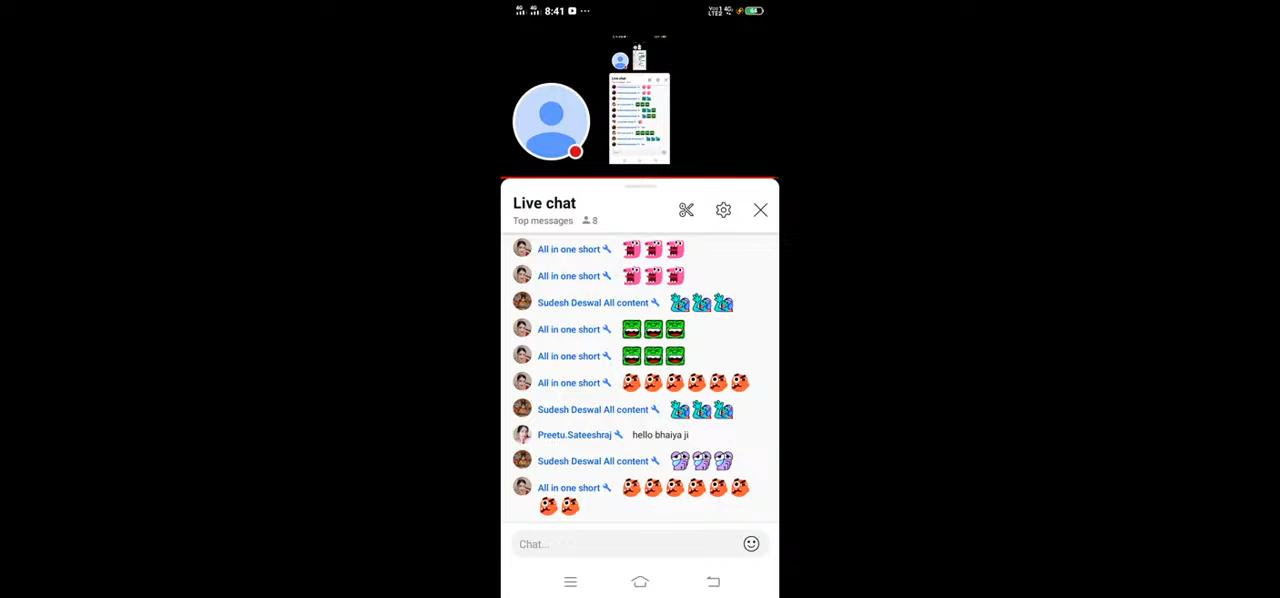 8:41
64
Live chat
Top messages 8
All in one short
All in one short
Sudesh Deswal All content
All in one short
All in one short
All in one short
Sudesh Deswal All content
Preetu.Sateeshraj hello bhaiya ji
Sudesh Deswal All content
All in one short
Chat...